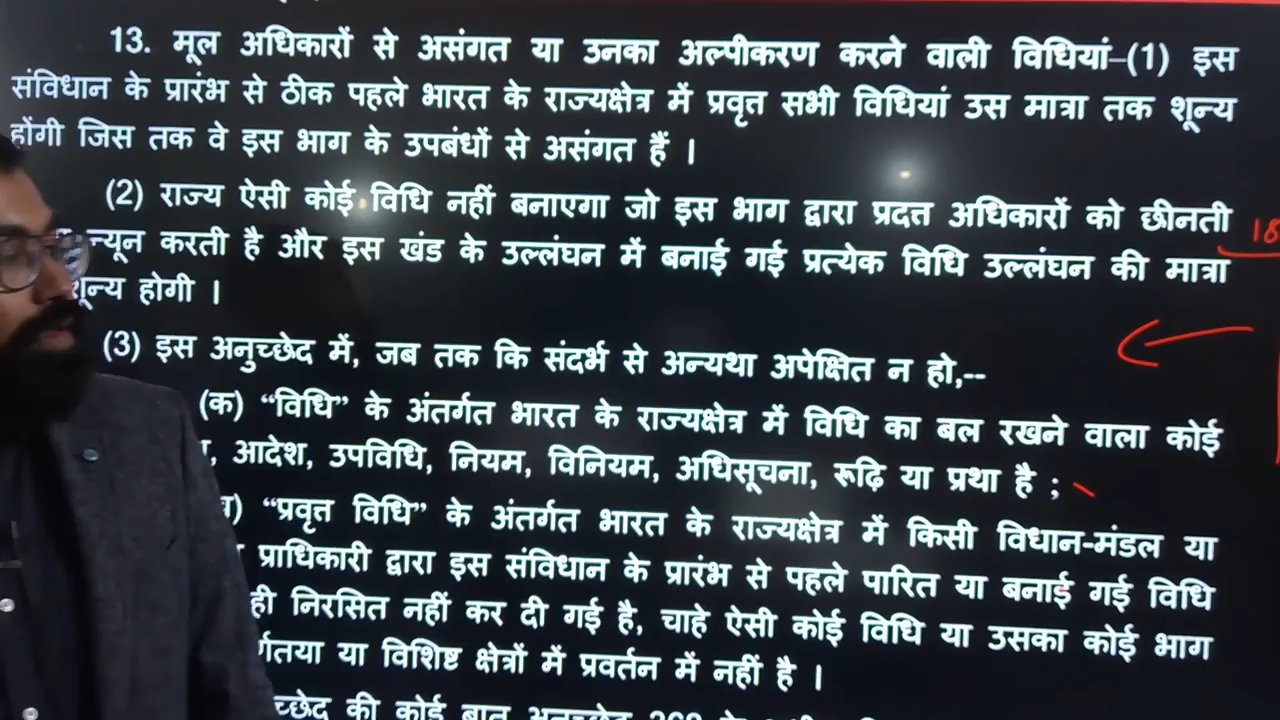 13. मूल अधिकारों से असंगत या उनका अल्पीकरण करने वाली विधियां–(1) इस
संविधान के प्रारंभ से ठीक पहले भारत के राज्यक्षेत्र में प्रवृत्त सभी विधियां उस मात्रा तक शून्य
होंगी जिस तक वे इस भाग के उपबंधों से असंगत हैं ।
(2) राज्य ऐसी कोई विधि नहीं बनाएगा जो इस भाग द्वारा प्रदत्त अधिकारों को छीनती
18
न्यून करती है और इस खंड के उल्लंघन में बनाई गई प्रत्येक विधि उल्लंघन की मात्रा
शून्य होगी ।
(3) इस अनुच्छेद में, जब तक कि संदर्भ से अन्यथा अपेक्षित न हो,--
(क) “विधि” के अंतर्गत भारत के राज्यक्षेत्र में विधि का बल रखने वाला कोई
, आदेश, उपविधि, नियम, विनियम, अधिसूचना, रूढ़ि या प्रथा है ;
) “प्रवृत्त विधि” के अंतर्गत भारत के राज्यक्षेत्र में किसी विधान-मंडल या
प्राधिकारी द्वारा इस संविधान के प्रारंभ से पहले पारित या बनाई गई विधि
ही निरसित नहीं कर दी गई है, चाहे ऐसी कोई विधि या उसका कोई भाग
या विशिष्ट क्षेत्रों में प्रवर्तन में नहीं है ।
की कोई बात अनुच्छेद